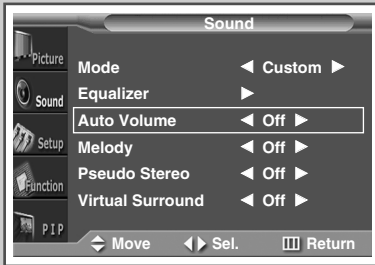 Sound
Picture
Sound
Setup
Function
PIP
Mode Custom
Equalizer
Auto Volume Off
Melody Off
Pseudo Stereo Off
Virtual Surround Off
Move Sel. Return